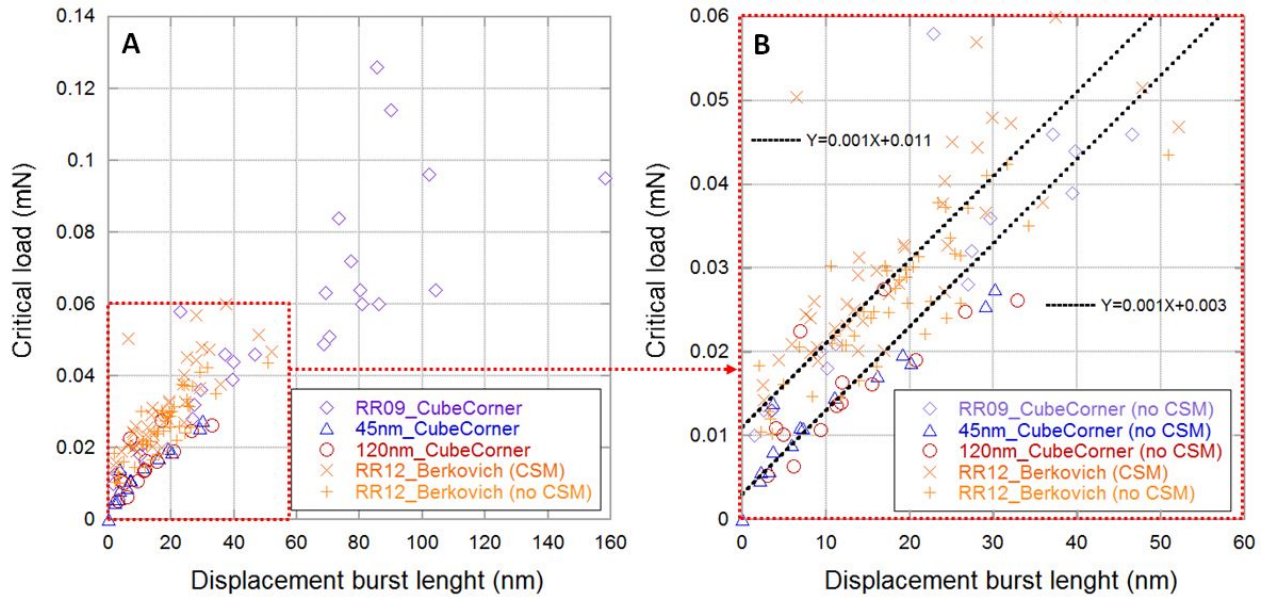 A
Critical load (mN)
0.14
0.12
0.1
0.08
0.06
0.04
0.02
0
0 20 40 60 80 100 120 140 160
Displacement burst lenght (nm)
RR09_CubeCorner
45nm_CubeCorner
120nm_CubeCorner
RR12_Berkovich (CSM)
RR12_Berkovich (no CSM)
B
Critical load (mN)
0.06
0.05
0.04
0.03
0.02
0.01
0
0 10 20 30 40 50 60
Displacement burst lenght (nm)
Y=0.001X+0.011
Y=0.001X+0.003
RR09_CubeCorner (no CSM)
45nm_CubeCorner (no CSM)
120nm_CubeCorner (no CSM)
RR12_Berkovich (CSM)
RR12_Berkovich (no CSM)